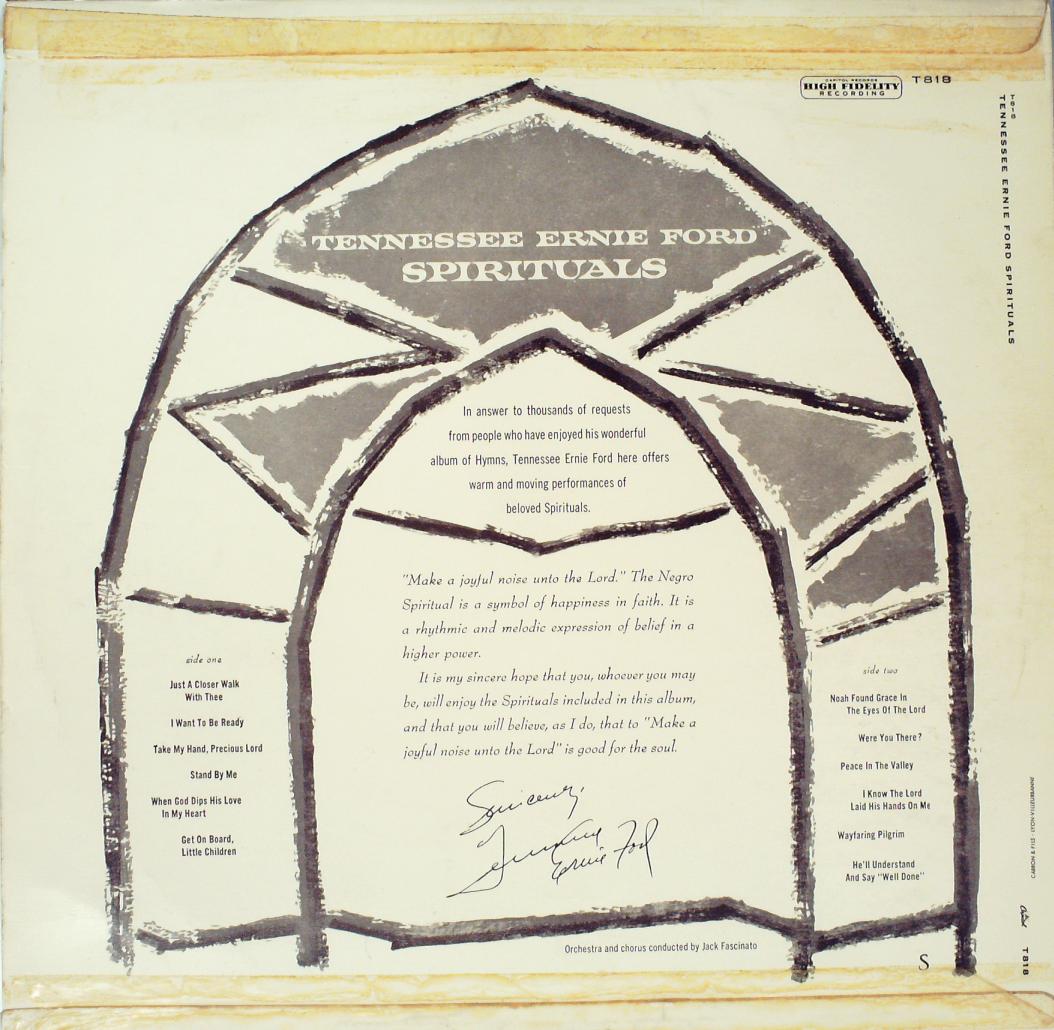 CAPITOL RECORDS
HIGH FIDELITY
RECORDING
T818
T818
TENNESSEE ERNIE FORD SPIRITUALS
TENNESSEE ERNIE FORD
SPIRITUALS
In answer to thousands of requests
from people who have enjoyed his wonderful
album of Hymns, Tennessee Ernie Ford here offers
warm and moving performances of
beloved Spirituals.
"Make a joyful noise unto the Lord." The Negro
Spiritual is a symbol of happiness in faith. It is
a rhythmic and melodic expression of belief in a
higher power.
It is my sincere hope that you, whoever you may
be, will enjoy the Spirituals included in this album,
and that you will believe, as I do, that to "Make a
joyful noise unto the Lord" is good for the soul.
Sincerely,
Tennessee
Ernie Ford
side one
Just A Closer Walk
With Thee
I Want To Be Ready
Take My Hand, Precious Lord
Stand By Me
When God Dips His Love
In My Heart
Get On Board,
Little Children
side two
Noah Found Grace In
The Eyes Of The Lord
Were You There?
Peace In The Valley
I Know The Lord
Laid His Hands On Me
Wayfaring Pilgrim
He'll Understand
And Say "Well Done"
Orchestra and chorus conducted by Jack Fascinato
S
Capitol
T818